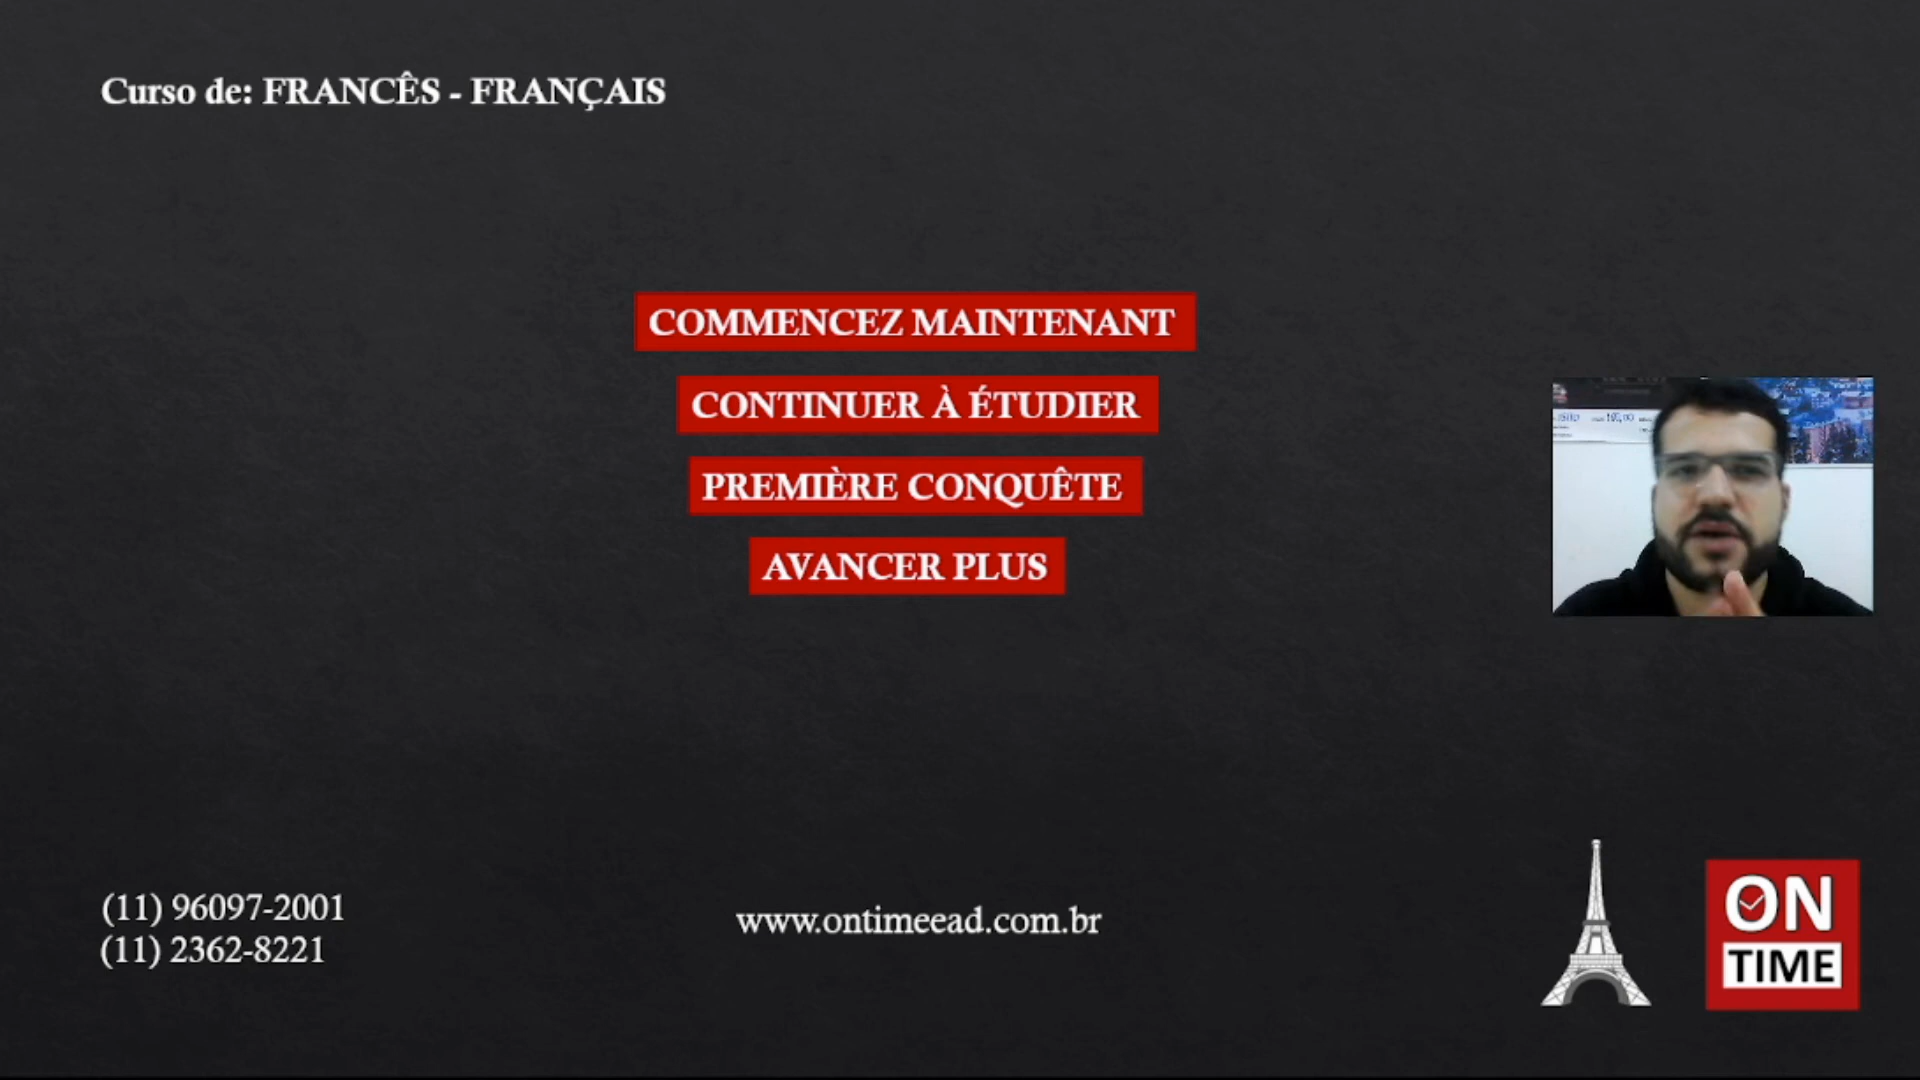 Curso de: FRANCÊS - FRANÇAIS
COMMENCEZ MAINTENANT
CONTINUER À ÉTUDIER
PREMIÈRE CONQUÊTE
AVANCER PLUS
(11) 96097-2001
(11) 2362-8221
www.ontimeead.com.br
ON
TIME